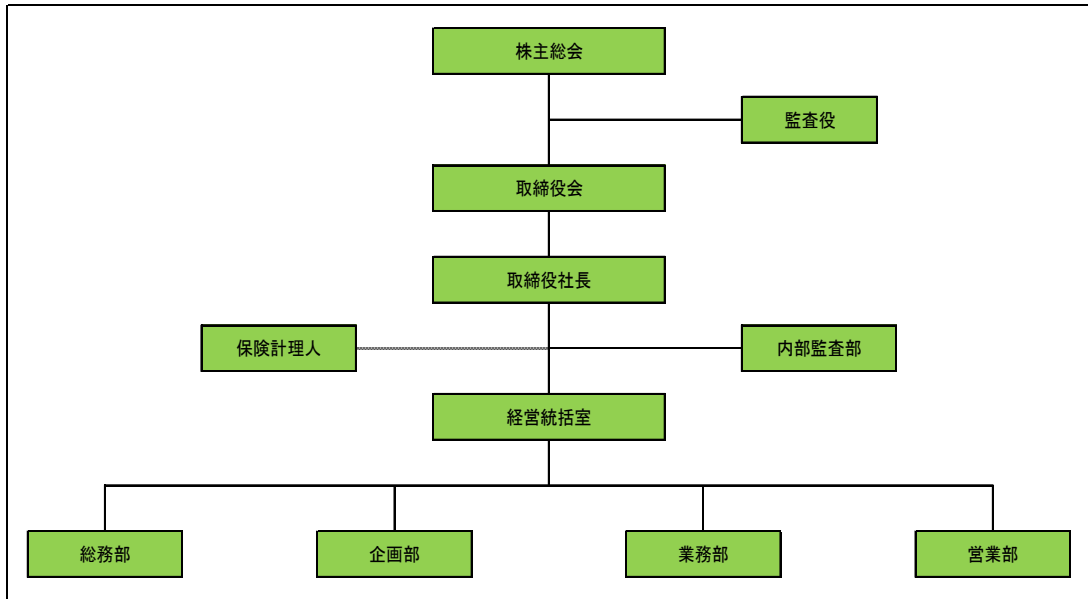 株主総会
監査役
取締役会
取締役社長
保険計理人
内部監査部
経営統括室
総務部
企画部
業務部
営業部